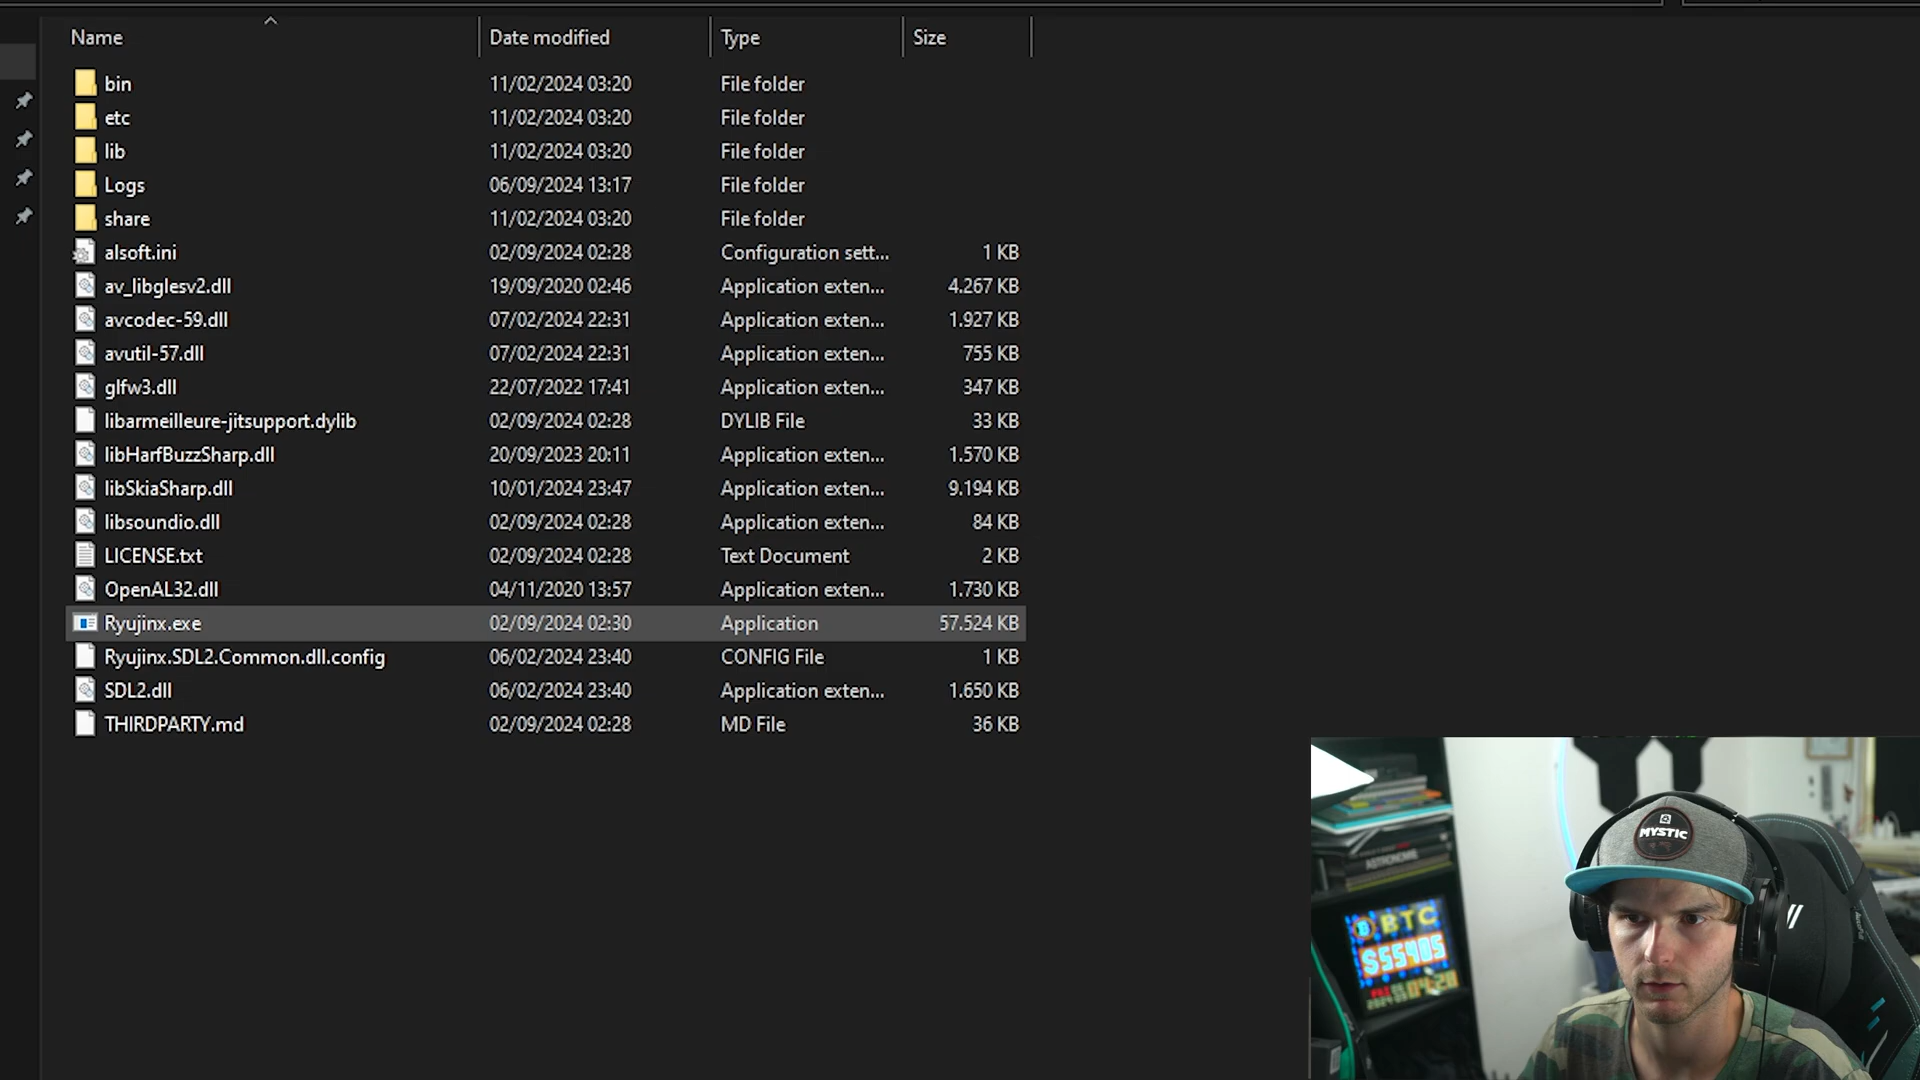 Name Date modified Type Size
bin 11/02/2024 03:20 File folder
etc 11/02/2024 03:20 File folder
lib 11/02/2024 03:20 File folder
Logs 06/09/2024 13:17 File folder
share 11/02/2024 03:20 File folder
alsoft.ini 02/09/2024 02:28 Configuration sett... 1 KB
av_libglesv2.dll 19/09/2020 02:46 Application exten... 4.267 KB
avcodec-59.dll 07/02/2024 22:31 Application exten... 1.927 KB
avutil-57.dll 07/02/2024 22:31 Application exten... 755 KB
glfw3.dll 22/07/2022 17:41 Application exten... 347 KB
libarmeilleure-jitsupport.dylib 02/09/2024 02:28 DYLIB File 33 KB
libHarfBuzzSharp.dll 20/09/2023 20:11 Application exten... 1.570 KB
libSkiaSharp.dll 10/01/2024 23:47 Application exten... 9.194 KB
libsoundio.dll 02/09/2024 02:28 Application exten... 84 KB
LICENSE.txt 02/09/2024 02:28 Text Document 2 KB
OpenAL32.dll 04/11/2020 13:57 Application exten... 1.730 KB
Ryujinx.exe 02/09/2024 02:30 Application 57.524 KB
Ryujinx.SDL2.Common.dll.config 06/02/2024 23:40 CONFIG File 1 KB
SDL2.dll 06/02/2024 23:40 Application exten... 1.650 KB
THIRDPARTY.md 02/09/2024 02:28 MD File 36 KB
MYSTIC
ASTRONOMIE
BTC
$55405
04:20